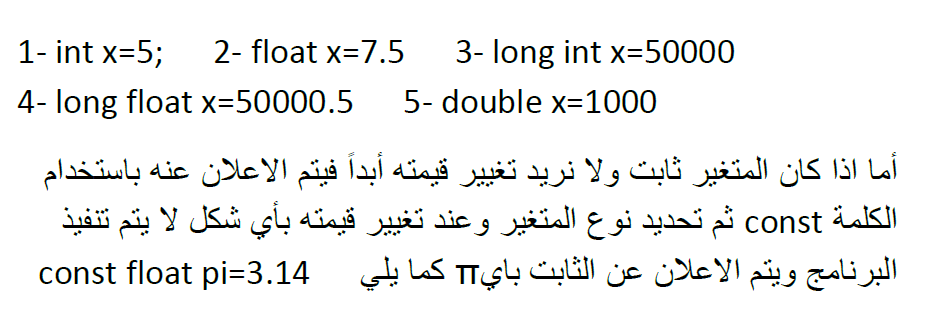 1- int x=5; 2- float x=7.5 3- long int x=50000
4- long float x=50000.5 5- double x=1000
أما اذا كان المتغير ثابت ولا نريد تغيير قيمته أبداً فيتم الاعلان عنه باستخدام
الكلمة const ثم تحديد نوع المتغير وعند تغيير قيمته بأي شكل لا يتم تنفيذ
البرنامج ويتم الاعلان عن الثابت بايπ كما يلي const float pi=3.14